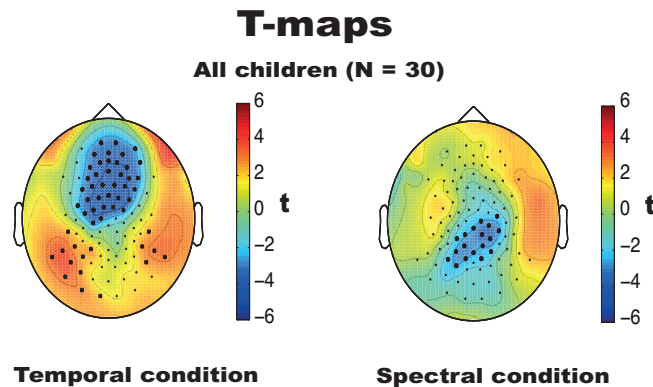 T-maps
All children (N = 30)
6
4
2
0
−2
−4
−6
t
6
4
2
0
−2
−4
−6
t
Temporal condition
Spectral condition